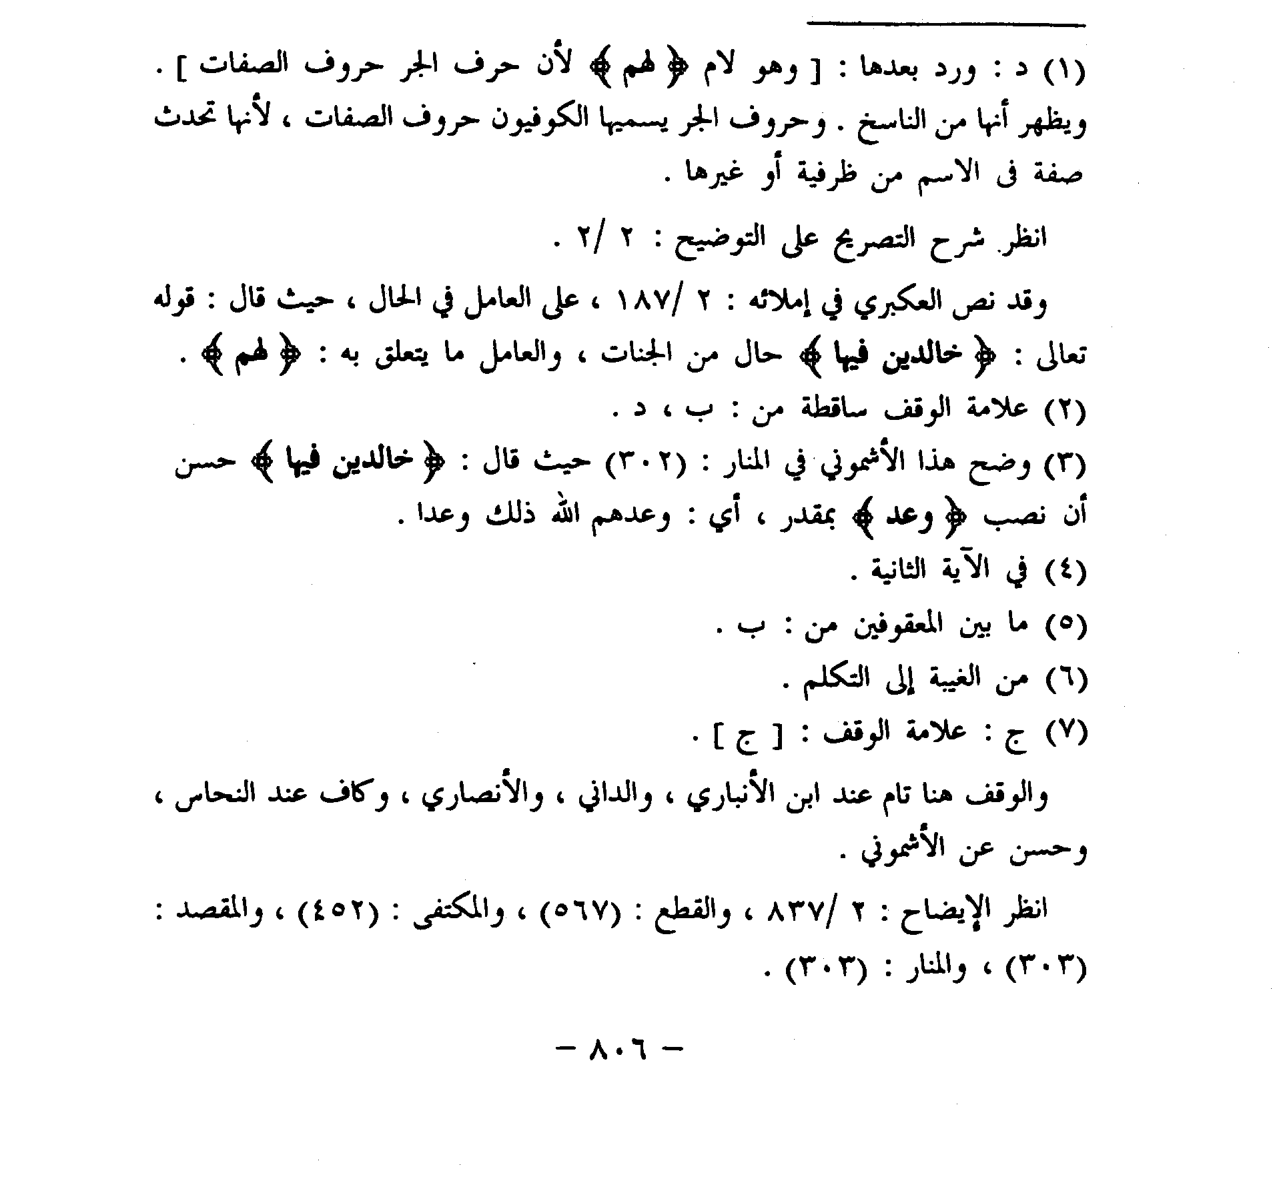 (١) د : ورد بعدها : [ وهو لام ﴿ لهم ﴾ لأن حرف الجر حروف الصفات ] .
ويظهر أنها من الناسخ . وحروف الجر يسميها الكوفيون حروف الصفات ، لأنها تحدث
صفة فى الاسم من ظرفية أو غيرها .
انظر شرح التصريح على التوضيح : ٢ /٢ .
وقد نص العكبري في إملائه : ٢ /١٨٧ ، على العامل في الحال ، حيث قال : قوله
تعالى : ﴿ خالدين فيها ﴾ حال من الجنات ، والعامل ما يتعلق به : ﴿ لهم ﴾ .
(٢) علامة الوقف ساقطة من : ب ، د .
(٣) وضح هذا الأشموني في المنار : (٣٠٢) حيث قال : ﴿ خالدين فيها ﴾ حسن
أن نصب ﴿ وعد ﴾ بمقدر ، أي : وعدهم الله ذلك وعدا .
(٤) في الآية الثانية .
(٥) ما بين المعقوفين من : ب .
(٦) من الغيبة إلى التكلم .
(٧) ج : علامة الوقف : [ ج ] .
والوقف هنا تام عند ابن الأنباري ، والداني ، والأنصاري ، وكاف عند النحاس ،
وحسن عن الأشموني .
انظر الإيضاح : ٢ /٨٣٧ ، والقطع : (٥٦٧) ، والمكتفى : (٤٥٢) ، والمقصد :
(٣٠٣) ، والمنار : (٣٠٣) .
– ٨٠٦ –